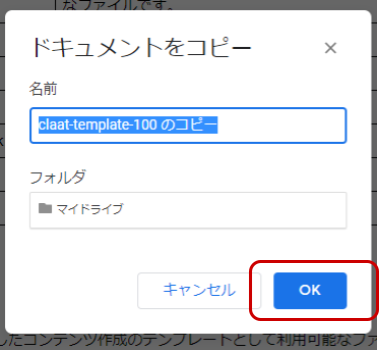 なファイルです。
ドキュメントをコピー
名前
claat-template-100 のコピー
フォルダ
マイドライブ
キャンセル
OK
したコンテンツ作成のテンプレートとして利用可能なファ